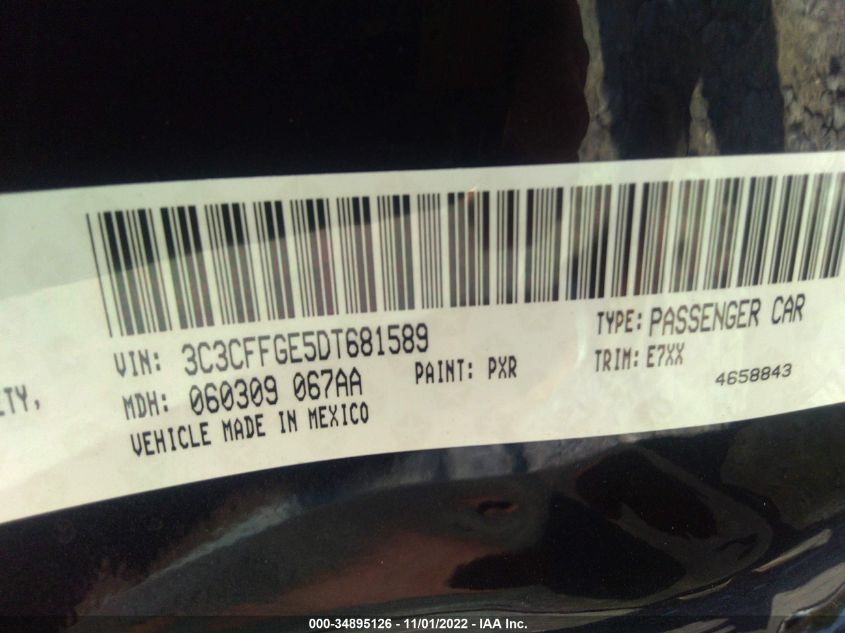 VIN: 3C3CFFGE5DT681589 TYPE: PASSENGER CAR
ETY, MDH: 060309 067AA PAINT: PXR TRIM: E7XX
VEHICLE MADE IN MEXICO 4658843
000-34895126 - 11/01/2022 - IAA Inc.